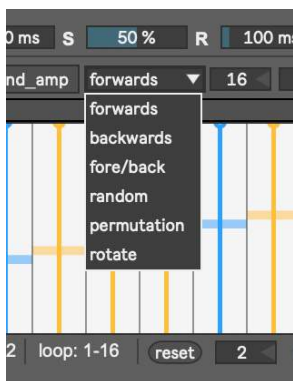 0 ms S 50 % R 100 ms
nd_amp forwards 16
forwards
backwards
fore/back
random
permutation
rotate
2 loop: 1-16 reset 2